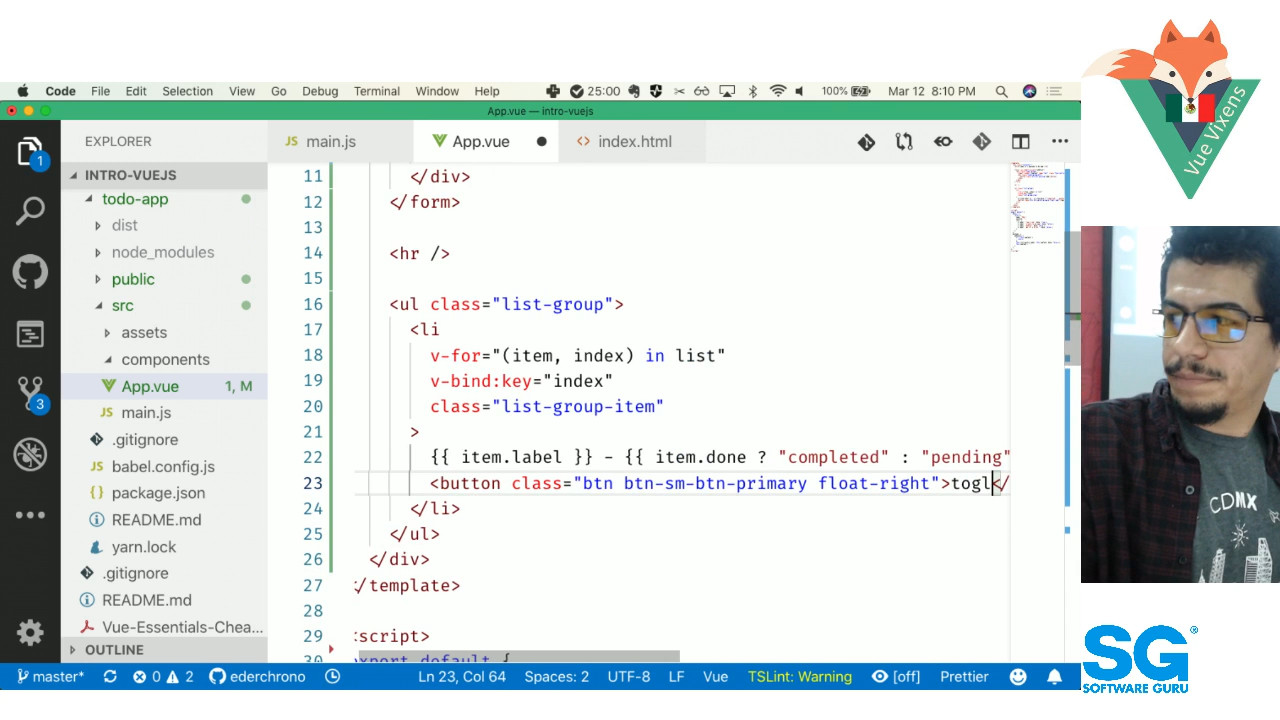 Code File Edit Selection View Go Debug Terminal Window Help 25:00 100% Mar 12 8:10 PM
App.vue — intro-vuejs
EXPLORER
INTRO-VUEJS
todo-app
dist
node_modules
public
src
assets
components
App.vue 1, M
main.js
.gitignore
babel.config.js
package.json
README.md
yarn.lock
.gitignore
README.md
Vue-Essentials-Chea...
OUTLINE
1
3
main.js App.vue index.html
11 </div>
12 </form>
13
14 <hr />
15
16 <ul class="list-group">
17 <li
18 v-for="(item, index) in list"
19 v-bind:key="index"
20 class="list-group-item"
21 >
22 {{ item.label }} - {{ item.done ? "completed" : "pending"
23 <button class="btn btn-sm-btn-primary float-right">togl</
24 </li>
25 </ul>
26 </div>
27 </template>
28
29 script>
30 export default {
master* 0 2 ederchrono Ln 23, Col 64 Spaces: 2 UTF-8 LF Vue TSLint: Warning [off] Prettier
Vue Vixens
CDMX
SG
SOFTWARE GURU